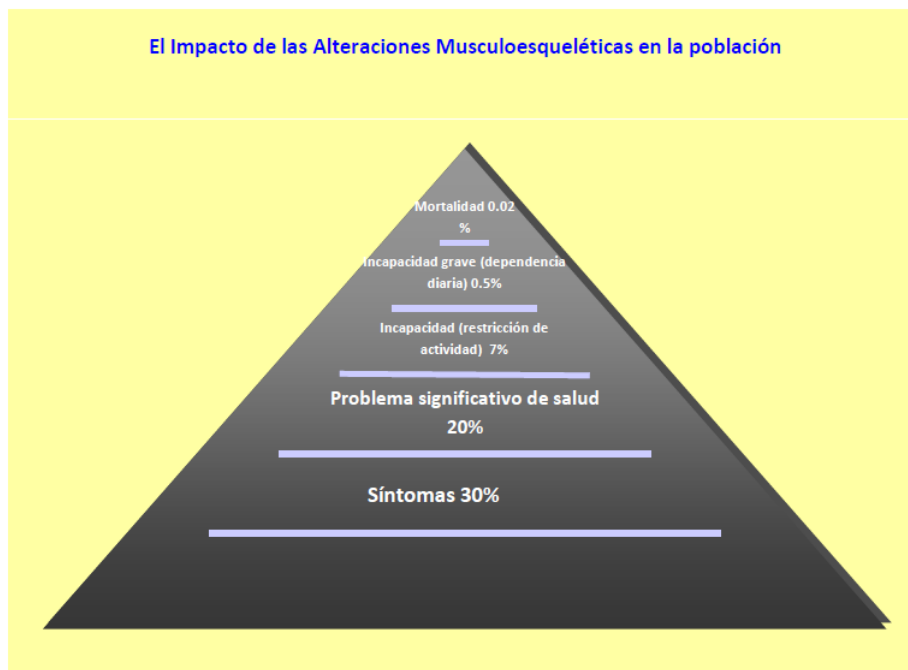 El Impacto de las Alteraciones Musculoesqueléticas en la población
Mortalidad 0.02
%
Incapacidad grave (dependencia
diaria) 0.5%
Incapacidad (restricción de
actividad) 7%
Problema significativo de salud
20%
Síntomas 30%